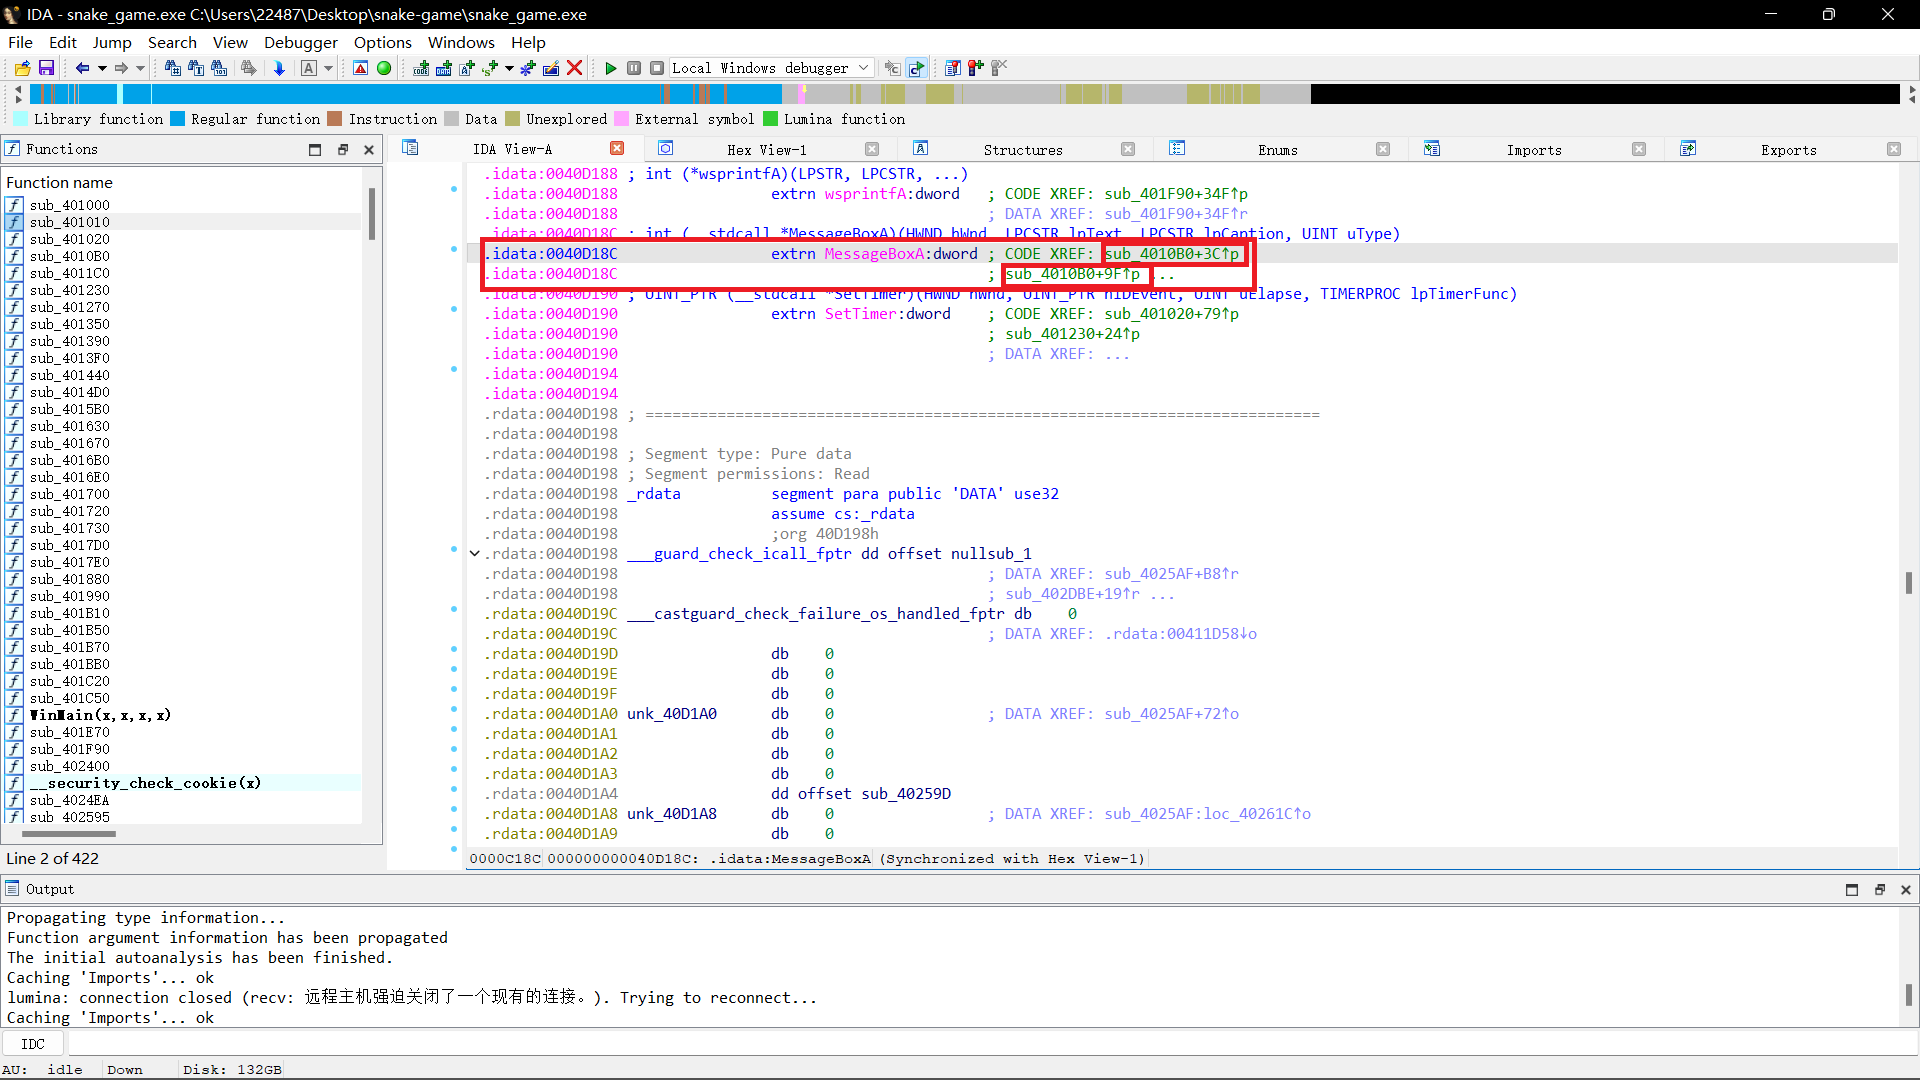 IDA - snake_game.exe C:\Users\22487\Desktop\snake-game\snake_game.exe
File Edit Jump Search View Debugger Options Windows Help
Local Windows debugger
Library function Regular function Instruction Data Unexplored External symbol Lumina function
Functions
IDA View-A Hex View-1 Structures Enums Imports Exports
Function name
sub_401000
sub_401010
sub_401020
sub_4010B0
sub_4011C0
sub_401230
sub_401270
sub_401350
sub_401390
sub_4013F0
sub_401440
sub_4014D0
sub_4015B0
sub_401630
sub_401670
sub_4016B0
sub_4016E0
sub_401700
sub_401720
sub_401730
sub_4017D0
sub_4017E0
sub_401880
sub_401990
sub_401B10
sub_401B50
sub_401B70
sub_401BB0
sub_401C20
sub_401C50
WinMain(x,x,x,x)
sub_401E70
sub_401F90
sub_402400
__security_check_cookie(x)
sub_4024EA
sub_402595
Line 2 of 422
.idata:0040D188 ; int (*wsprintfA)(LPSTR, LPCSTR, ...)
.idata:0040D188 extrn wsprintfA:dword ; CODE XREF: sub_401F90+34F↑p
.idata:0040D188 ; DATA XREF: sub_401F90+34F↑r
.idata:0040D18C ; int (__stdcall *MessageBoxA)(HWND hWnd, LPCSTR lpText, LPCSTR lpCaption, UINT uType)
.idata:0040D18C extrn MessageBoxA:dword ; CODE XREF: sub_4010B0+3C↑p
.idata:0040D18C ; sub_4010B0+9F↑p ...
.idata:0040D190 ; UINT_PTR (__stdcall *SetTimer)(HWND hWnd, UINT_PTR nIDEvent, UINT uElapse, TIMERPROC lpTimerFunc)
.idata:0040D190 extrn SetTimer:dword ; CODE XREF: sub_401020+79↑p
.idata:0040D190 ; sub_401230+24↑p
.idata:0040D190 ; DATA XREF: ...
.idata:0040D194
.idata:0040D194
.rdata:0040D198 ; ===========================================================================
.rdata:0040D198
.rdata:0040D198 ; Segment type: Pure data
.rdata:0040D198 ; Segment permissions: Read
.rdata:0040D198 _rdata segment para public 'DATA' use32
.rdata:0040D198 assume cs:_rdata
.rdata:0040D198 ;org 40D198h
.rdata:0040D198 ___guard_check_icall_fptr dd offset nullsub_1
.rdata:0040D198 ; DATA XREF: sub_4025AF+B8↑r
.rdata:0040D198 ; sub_402DBE+19↑r ...
.rdata:0040D19C ___castguard_check_failure_os_handled_fptr db 0
.rdata:0040D19C ; DATA XREF: .rdata:00411D58↓o
.rdata:0040D19D db 0
.rdata:0040D19E db 0
.rdata:0040D19F db 0
.rdata:0040D1A0 unk_40D1A0 db 0 ; DATA XREF: sub_4025AF+72↑o
.rdata:0040D1A1 db 0
.rdata:0040D1A2 db 0
.rdata:0040D1A3 db 0
.rdata:0040D1A4 dd offset sub_40259D
.rdata:0040D1A8 unk_40D1A8 db 0 ; DATA XREF: sub_4025AF:loc_40261C↑o
.rdata:0040D1A9 db 0
0000C18C 000000000040D18C: .idata:MessageBoxA (Synchronized with Hex View-1)
Output
Propagating type information...
Function argument information has been propagated
The initial autoanalysis has been finished.
Caching 'Imports'... ok
lumina: connection closed (recv: 远程主机强迫关闭了一个现有的连接。). Trying to reconnect...
Caching 'Imports'... ok
IDC
AU: idle Down Disk: 132GB